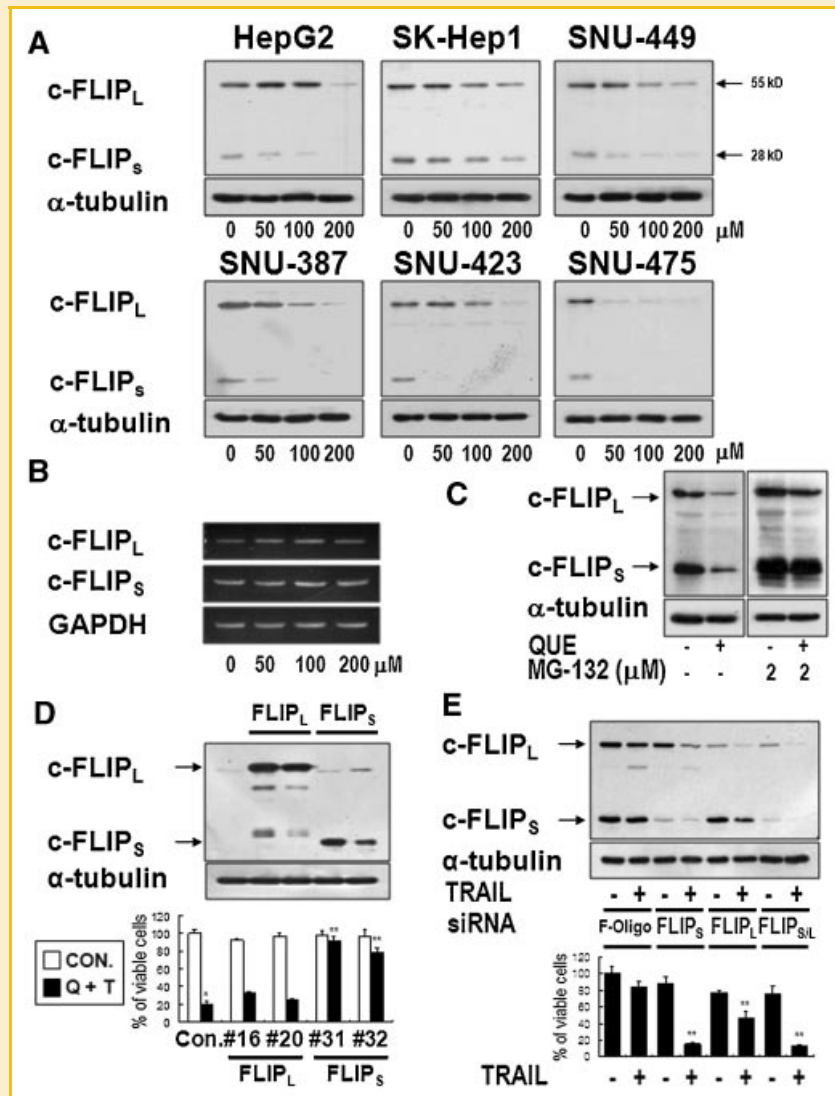 A
HepG2 SK-Hep1 SNU-449
c-FLIPL
55 kD
c-FLIPS
28 kD
α-tubulin
0 50 100 200 0 50 100 200 0 50 100 200 μM
SNU-387 SNU-423 SNU-475
c-FLIPL
c-FLIPS
α-tubulin
0 50 100 200 0 50 100 200 0 50 100 200 μM
B
c-FLIPL
c-FLIPS
GAPDH
0 50 100 200 μM
C
c-FLIPL
c-FLIPS
α-tubulin
QUE - + - +
MG-132 (μM) - - 2 2
D
FLIPL FLIPS
c-FLIPL
c-FLIPS
α-tubulin
CON.
Q + T
% of viable cells
120
100
80
60
40
20
0
* ** **
Con. #16 #20 #31 #32
FLIPL FLIPS
E
c-FLIPL
c-FLIPS
α-tubulin
TRAIL - + - + - + - +
siRNA F-Oligo FLIPS FLIPL FLIPS/L
% of viable cells
120
100
80
60
40
20
0
** ** **
TRAIL - + - + - + - +